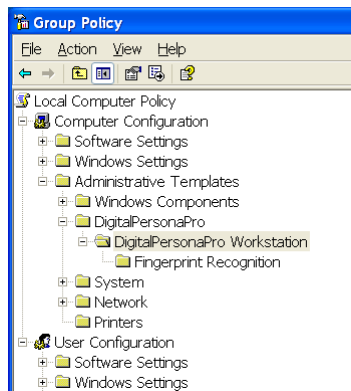 Group Policy
File Action View Help
Local Computer Policy
Computer Configuration
Software Settings
Windows Settings
Administrative Templates
Windows Components
DigitalPersonaPro
DigitalPersonaPro Workstation
Fingerprint Recognition
System
Network
Printers
User Configuration
Software Settings
Windows Settings